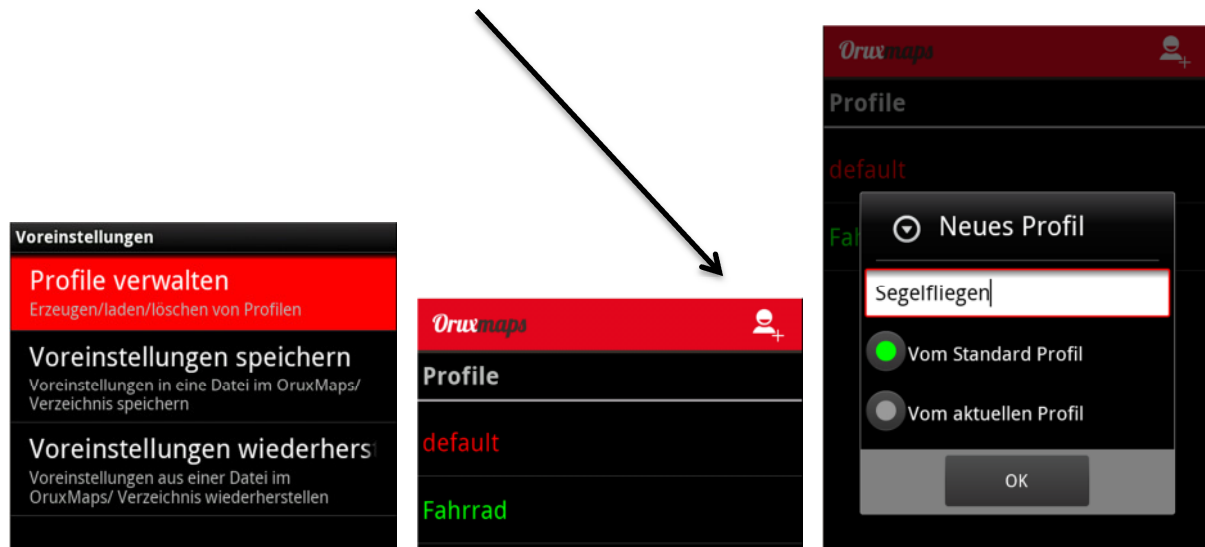 Voreinstellungen
Profile verwalten
Erzeugen/laden/löschen von Profilen
Voreinstellungen speichern
Voreinstellungen in eine Datei im OruxMaps/
Verzeichnis speichern
Voreinstellungen wiederhers
Voreinstellungen aus einer Datei im
OruxMaps/ Verzeichnis wiederherstellen
Oruxmaps
Profile
default
Fahrrad
Oruxmaps
Profile
default
Fah
Neues Profil
Segelfliegen
Vom Standard Profil
Vom aktuellen Profil
OK